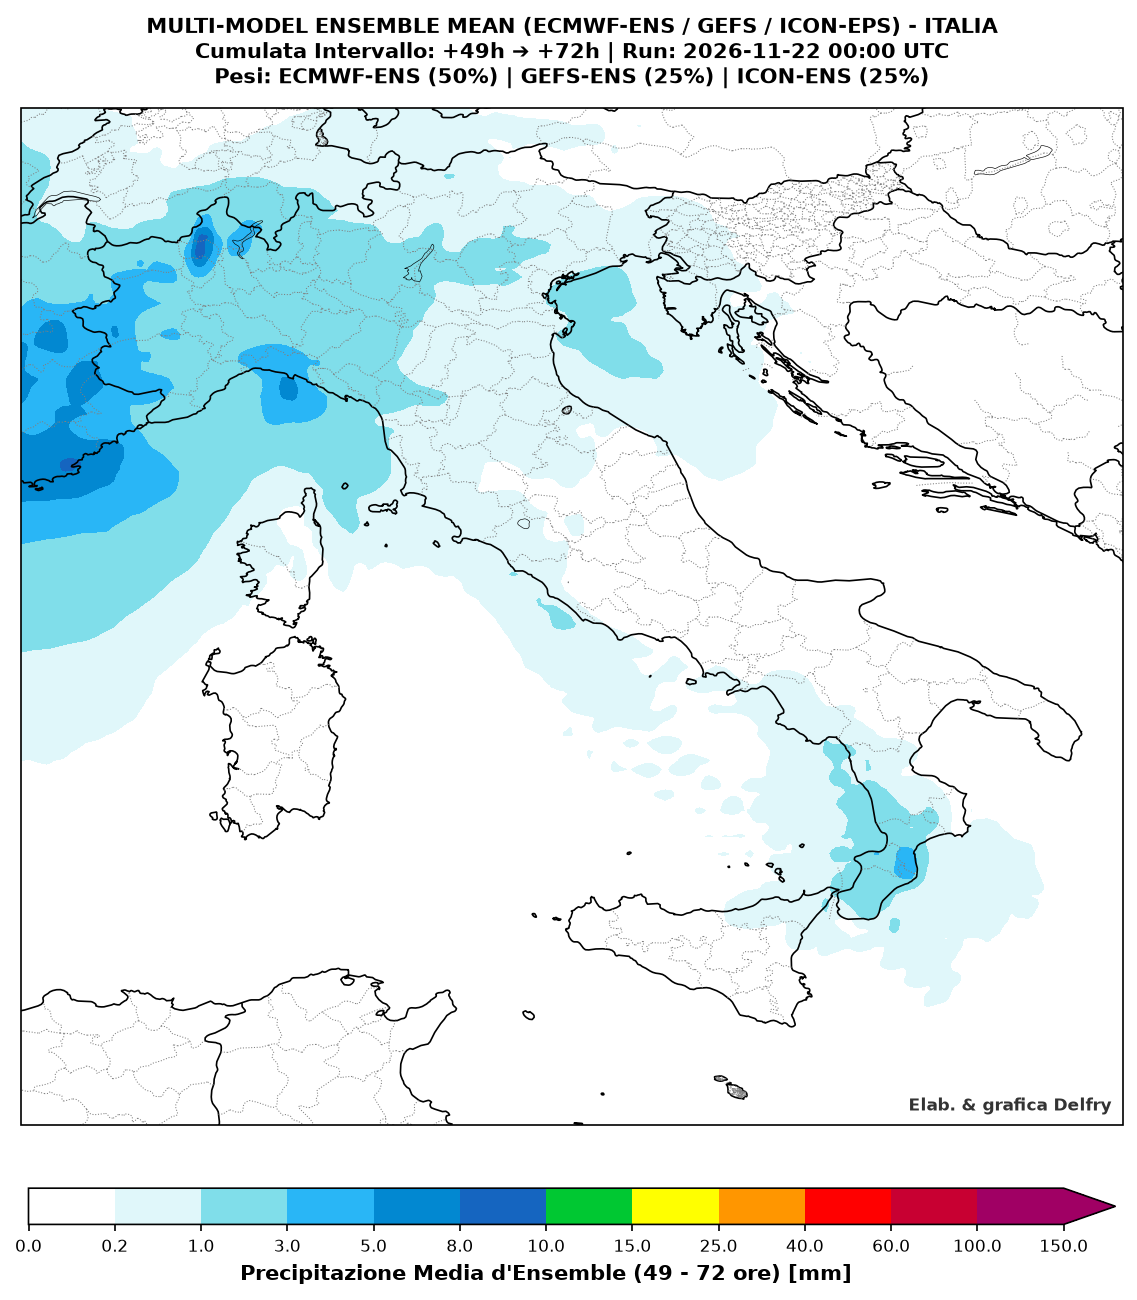 MULTI-MODEL ENSEMBLE MEAN (ECMWF-ENS / GEFS / ICON-EPS) - ITALIA
Cumulata Intervallo: +49h → +72h | Run: 2026-11-22 00:00 UTC
Pesi: ECMWF-ENS (50%) | GEFS-ENS (25%) | ICON-ENS (25%)
Elab. & grafica Delfry
0.0 0.2 1.0 3.0 5.0 8.0 10.0 15.0 25.0 40.0 60.0 100.0 150.0
Precipitazione Media d'Ensemble (49 - 72 ore) [mm]